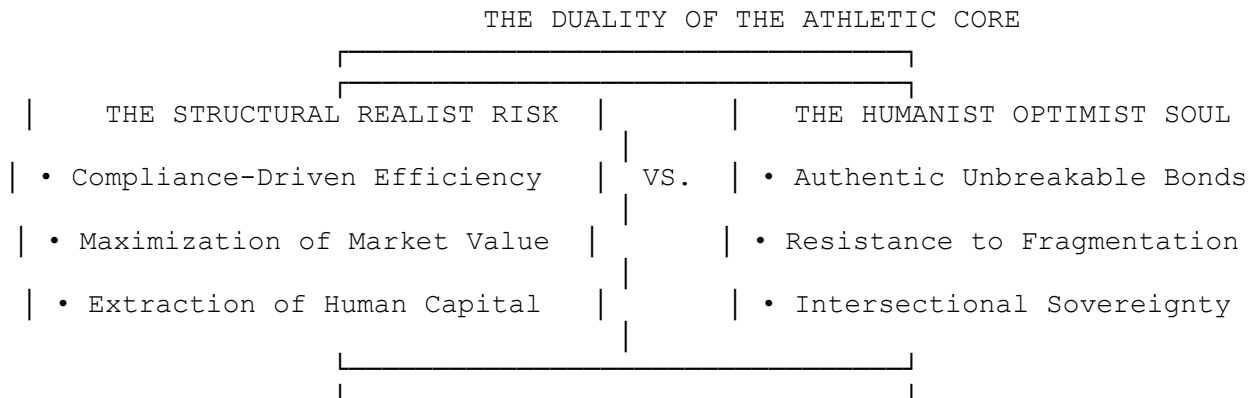 THE DUALITY OF THE ATHLETIC CORE
THE STRUCTURAL REALIST RISK THE HUMANIST OPTIMIST SOUL
• Compliance-Driven Efficiency VS. • Authentic Unbreakable Bonds
• Maximization of Market Value • Resistance to Fragmentation
• Extraction of Human Capital • Intersectional Sovereignty